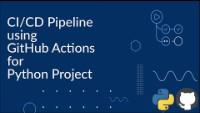 CI/CD Pipeline
using
GitHub Actions
for
Python Project